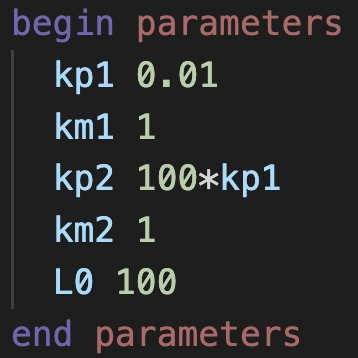 begin parameters
kp1 0.01
km1 1
kp2 100*kp1
km2 1
L0 100
end parameters